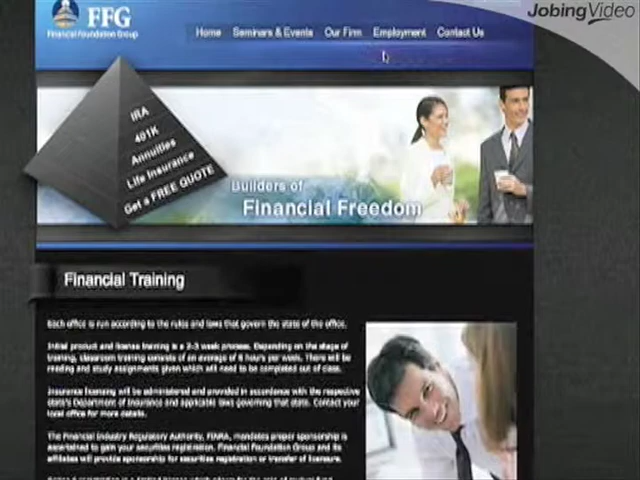 JobingVideo
FFG
Financial Foundation Group
Home Seminars & Events Our Firm Employment Contact Us
IRA
401K
Annuities
Life Insurance
Get a FREE QUOTE
Builders of
Financial Freedom
Financial Training
Each office is run according to the rules and laws that govern the state of the office.
Initial product and license training is a 2-3 week process. Depending on the stage of
training, classroom training consists of an average of 6 hours per week. There will be
reading and study assignments given which will need to be completed out of class.
Insurance licensing will be administered and provided in accordance with the respective
state's Department of Insurance and applicable laws governing that state. Contact your
local office for more details.
The Financial Industry Regulatory Authority, FINRA, mandates proper sponsorship is
ascertained to gain your securities registration. Financial Foundation Group and its
affiliates will provide sponsorship for securities registration or transfer of licensure.